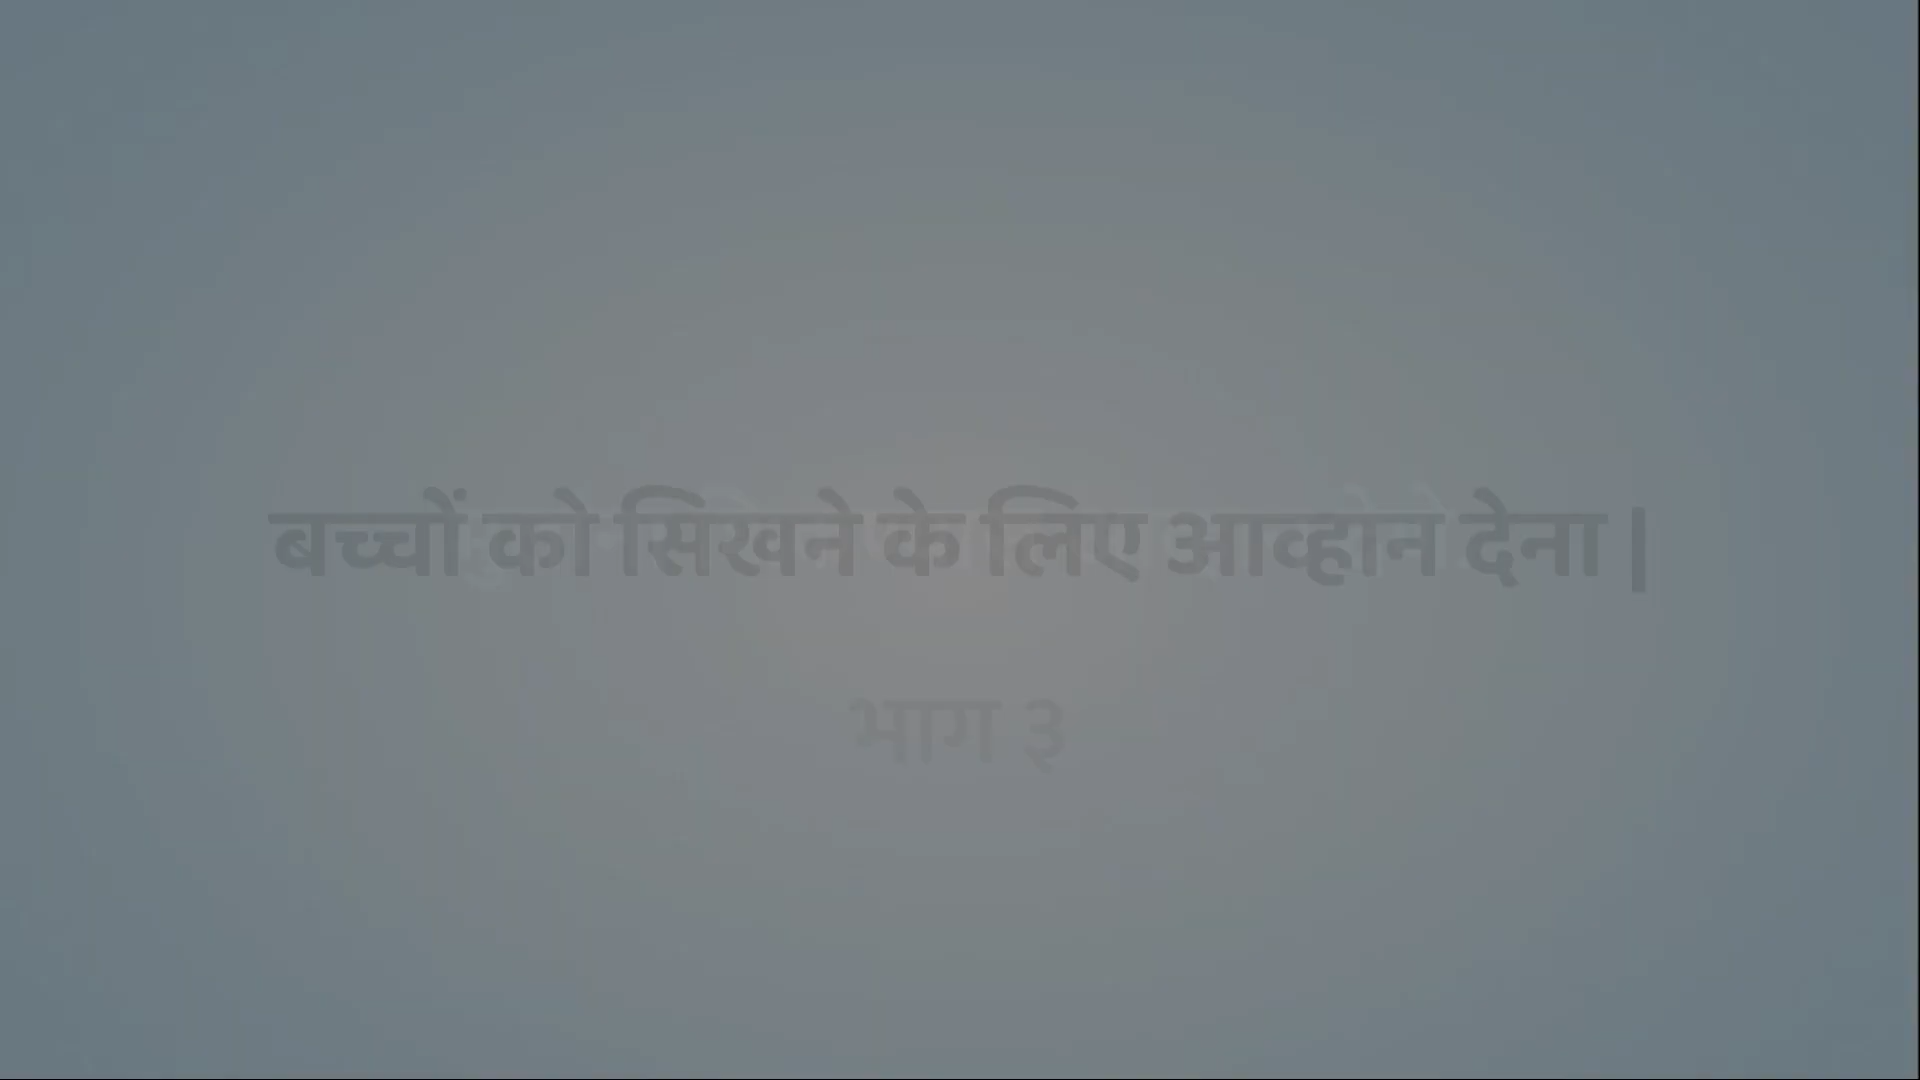 बच्चों को सिखने के लिए आव्हान देना |
भाग ३